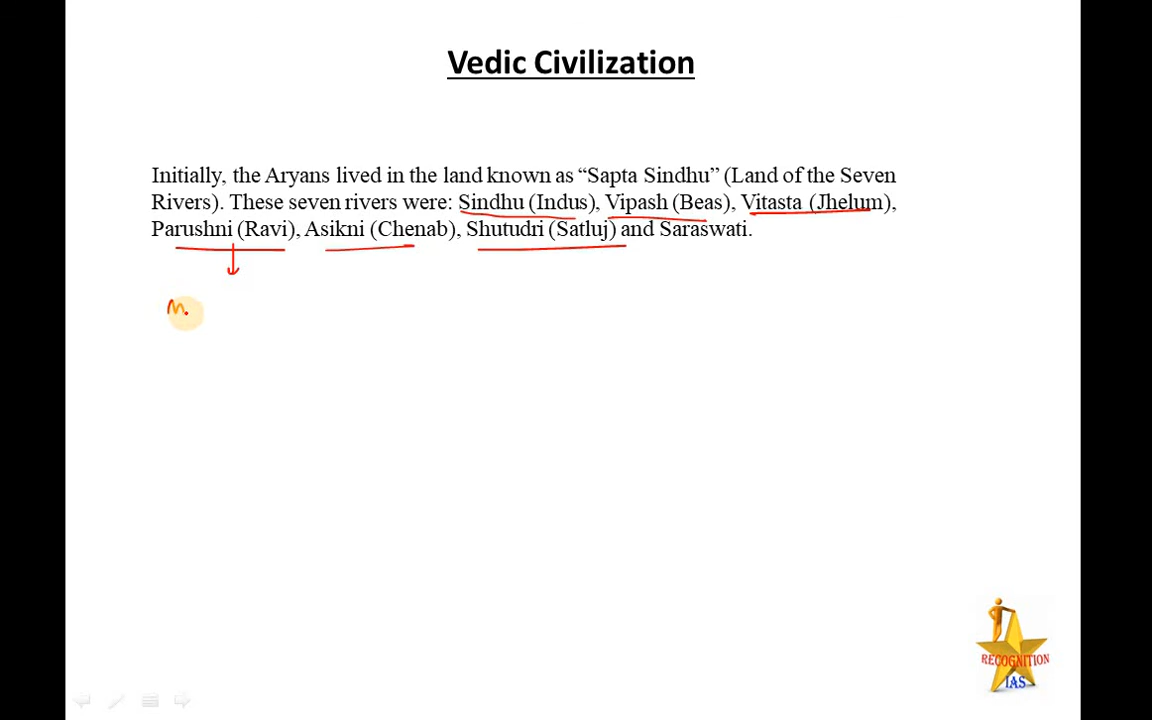 Vedic Civilization
Initially, the Aryans lived in the land known as “Sapta Sindhu” (Land of the Seven
Rivers). These seven rivers were: Sindhu (Indus), Vipash (Beas), Vitasta (Jhelum),
Parushni (Ravi), Asikni (Chenab), Shutudri (Satluj) and Saraswati.
M.
RECOGNITION
IAS